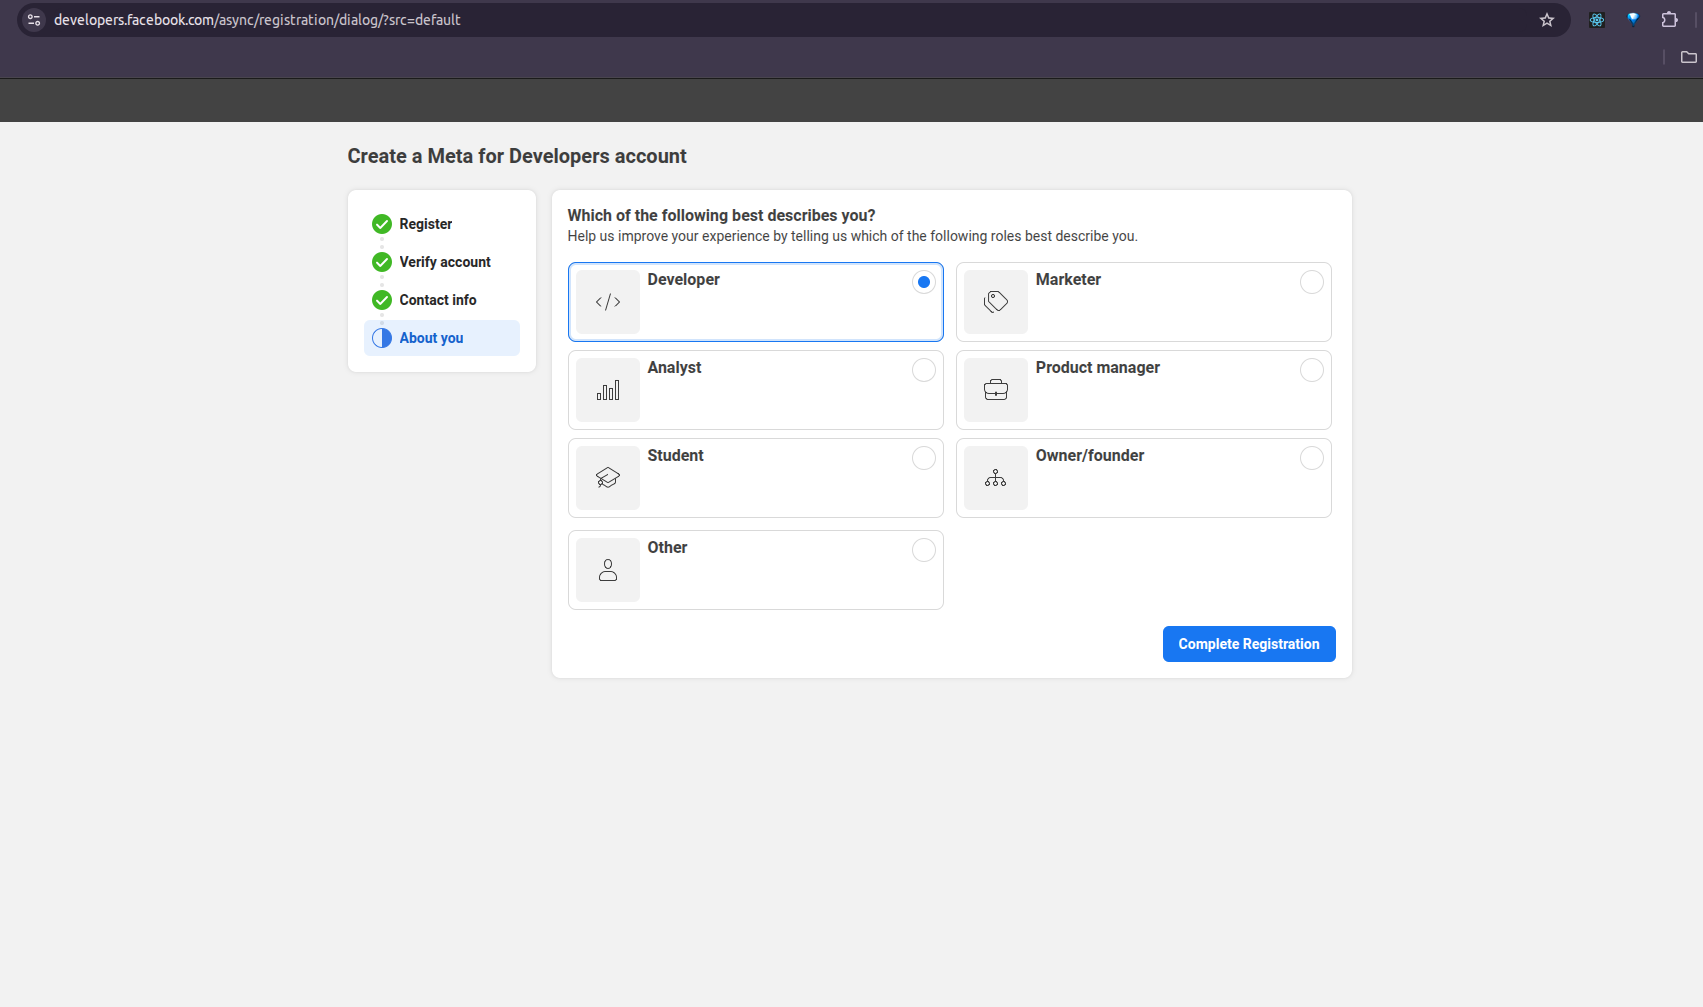 developers.facebook.com/async/registration/dialog/?src=default
Create a Meta for Developers account
Register
Verify account
Contact info
About you
Which of the following best describes you?
Help us improve your experience by telling us which of the following roles best describe you.
Developer
Marketer
Analyst
Product manager
Student
Owner/founder
Other
Complete Registration